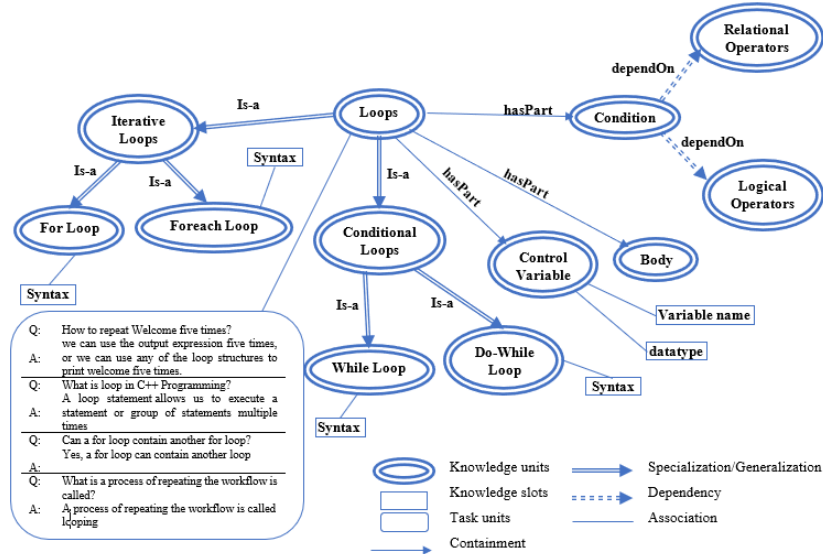 Relational
Operators
dependOn
Is-a
Loops
hasPart
Condition
Iterative
Loops
dependOn
Syntax
Is-a
Is-a
Is-a
hasPart
hasPart
Logical
Operators
For Loop
Foreach Loop
Conditional
Loops
Control
Variable
Body
Syntax
Is-a
Is-a
Variable name
datatype
While Loop
Do-While
Loop
Syntax
Syntax
Q: How to repeat Welcome five times?
we can use the output expression five times,
A: or we can use any of the loop structures to
print welcome five times.
Q: What is loop in C++ Programming?
A loop statement allows us to execute a
A: statement or group of statements multiple
times
Q: Can a for loop contain another for loop?
Yes, a for loop can contain another loop
A:
Q: What is a process of repeating the workflow is
called?
A: A process of repeating the workflow is called
looping
Knowledge units
Knowledge slots
Task units
Containment
Specialization/Generalization
Dependency
Association